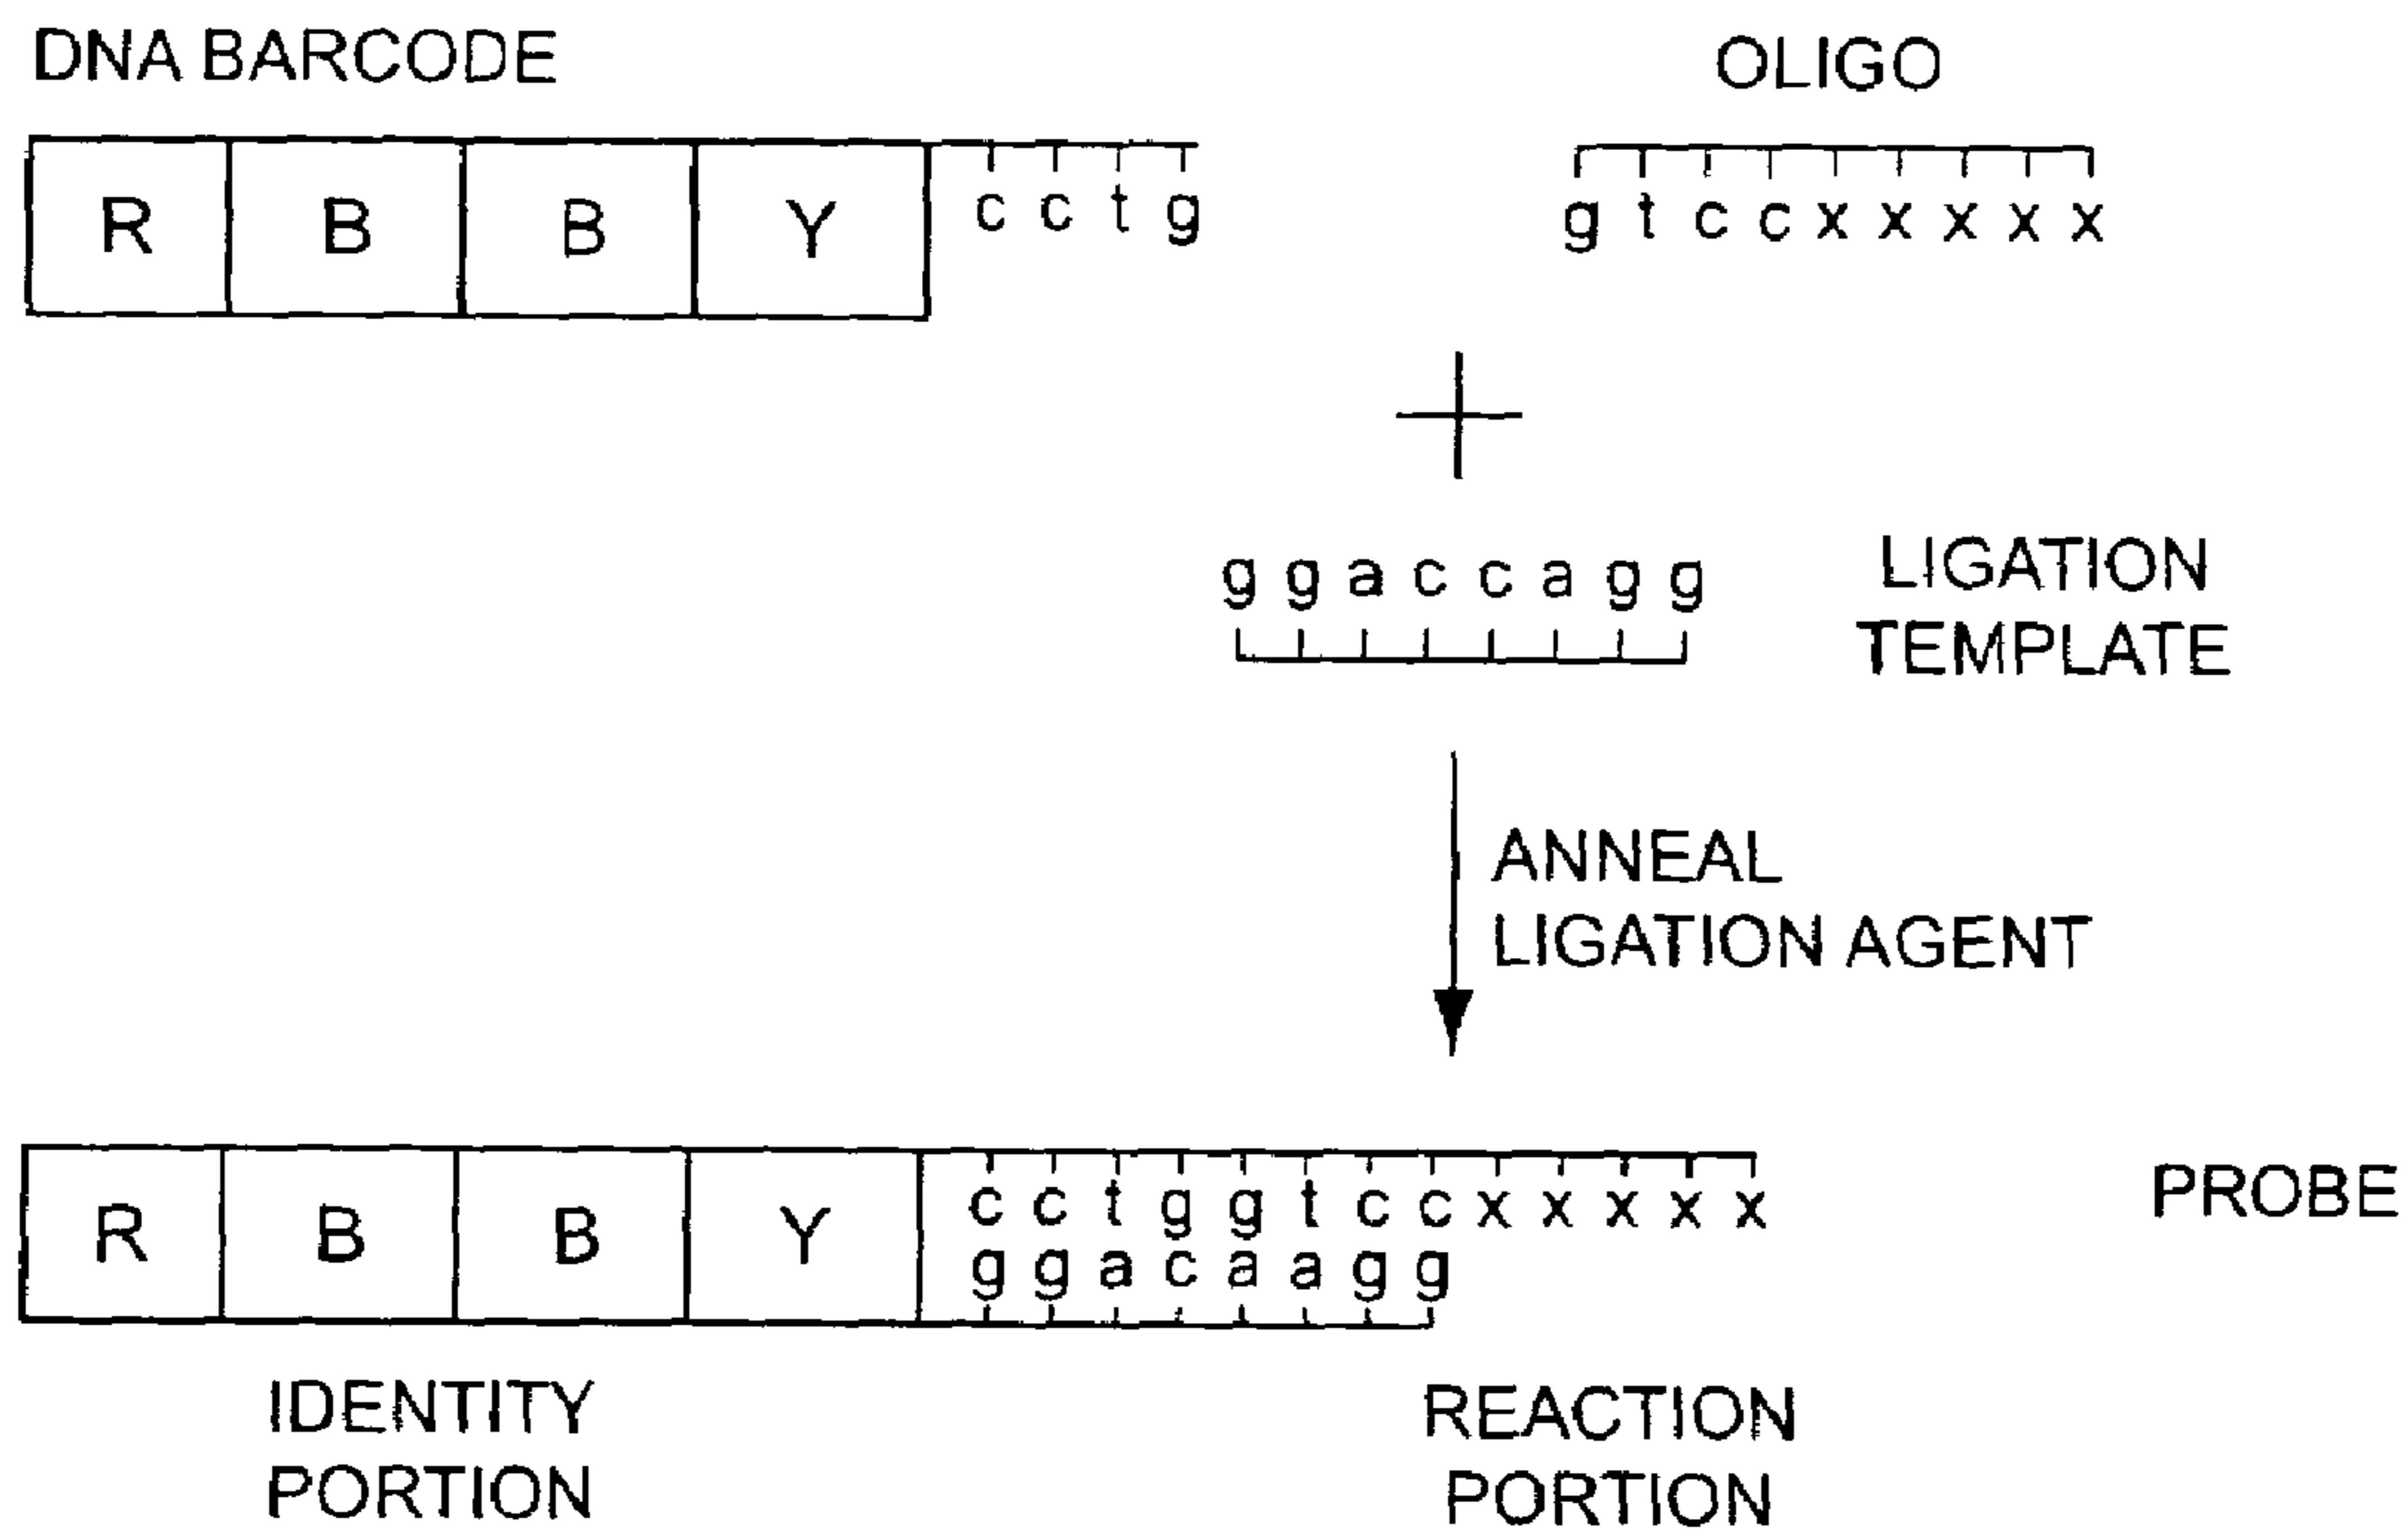 DNA BARCODE
OLIGO
R B B Y c c t g
g t c c x x x x x
g g a c c a g g
LIGATION
TEMPLATE
ANNEAL
LIGATION AGENT
R B B Y c c t g g t c c x x x x x
g g a c a a g g
PROBE
IDENTITY
PORTION
REACTION
PORTION